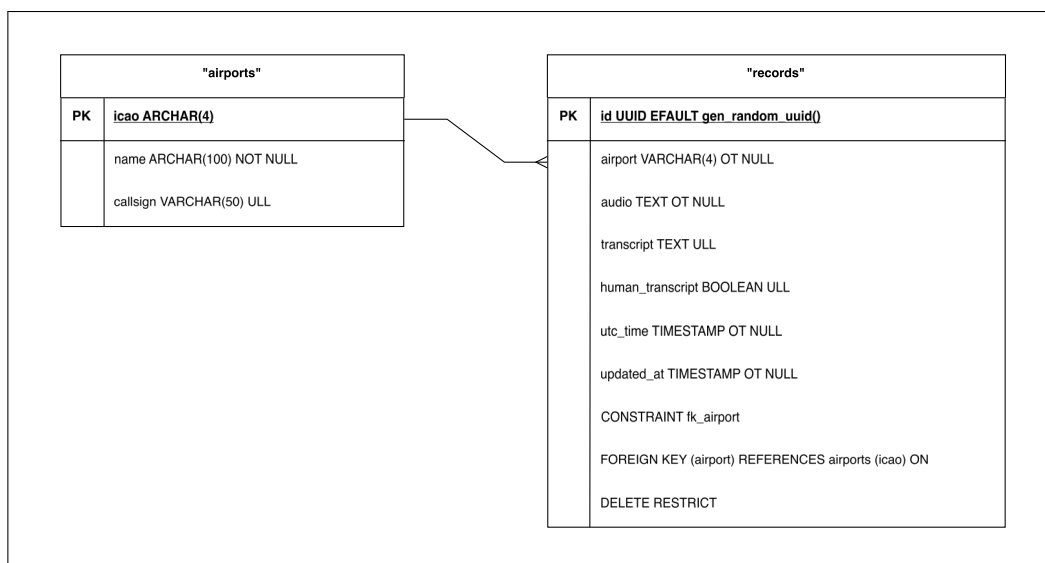 "airports"
PK icao ARCHAR(4)
name ARCHAR(100) NOT NULL
callsign VARCHAR(50) ULL
"records"
PK id UUID EFAULT gen_random_uuid()
airport VARCHAR(4) OT NULL
audio TEXT OT NULL
transcript TEXT ULL
human_transcript BOOLEAN ULL
utc_time TIMESTAMP OT NULL
updated_at TIMESTAMP OT NULL
CONSTRAINT fk_airport
FOREIGN KEY (airport) REFERENCES airports (icao) ON
DELETE RESTRICT